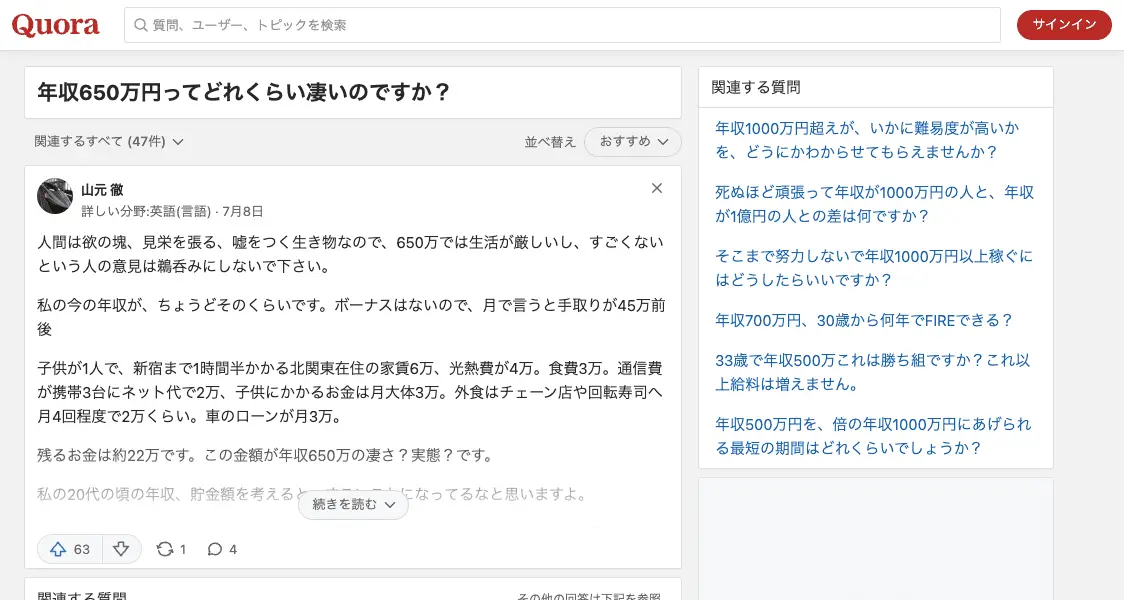 Quora
質問、ユーザー、トピックを検索
サインイン
年収650万円ってどれくらい凄いのですか？
関連するすべて (47件)
並べ替え
おすすめ
山元 徹
詳しい分野:英語(言語) · 7月8日
人間は欲の塊、見栄を張る、嘘をつく生き物なので、650万では生活が厳しいし、すごくない
という人の意見は鵜呑みにしないで下さい。
私の今の年収が、ちょうどそのくらいです。ボーナスはないので、月で言うと手取りが45万前
後
子供が1人で、新宿まで1時間半かかる北関東在住の家賃6万、光熱費が4万。食費3万。通信費
が携帯3台にネット代で2万、子供にかかるお金は月大体3万。外食はチェーン店や回転寿司へ
月4回程度で2万くらい。車のローンが月3万。
残るお金は約22万です。この金額が年収650万の凄さ？実態？です。
私の20代の頃の年収、貯金額を考えると、
になってるなと思いますよ。
続きを読む
63
1
4
関連する質問
その他の回答は下記を参照
関連する質問
年収1000万円超えが、いかに難易度が高いか
を、どうにかわからせてもらえませんか？
死ぬほど頑張って年収が1000万円の人と、年収
が1億円の人との差は何ですか？
そこまで努力しないで年収1000万円以上稼ぐに
はどうしたらいいですか？
年収700万円、30歳から何年でFIREできる？
33歳で年収500万これは勝ち組ですか？これ以
上給料は増えません。
年収500万円を、倍の年収1000万円にあげられ
る最短の期間はどれくらいでしょうか？